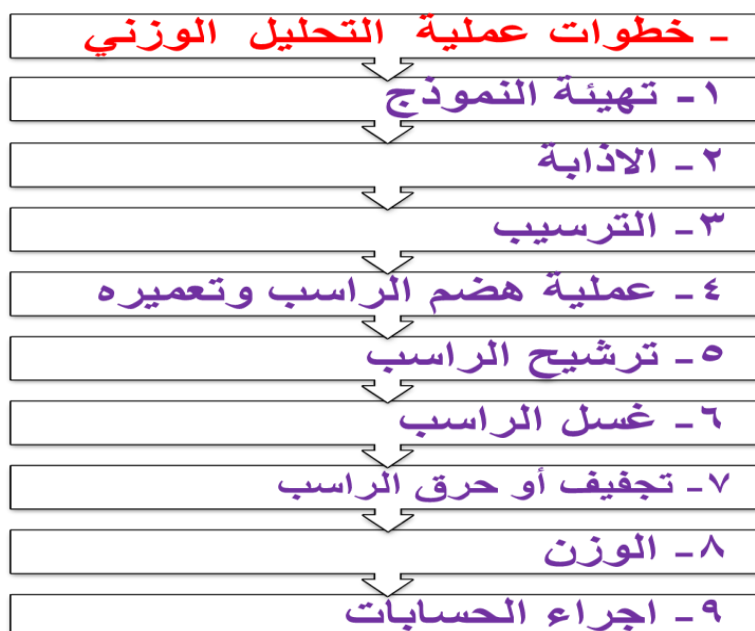 - خطوات عملية التحليل الوزني
١- تهيئة النموذج
٢- الاذابة
٣- الترسيب
٤- عملية هضم الراسب وتعميره
٥- ترشيح الراسب
٦- غسل الراسب
٧- تجفيف أو حرق الراسب
٨- الوزن
٩- اجراء الحسابات